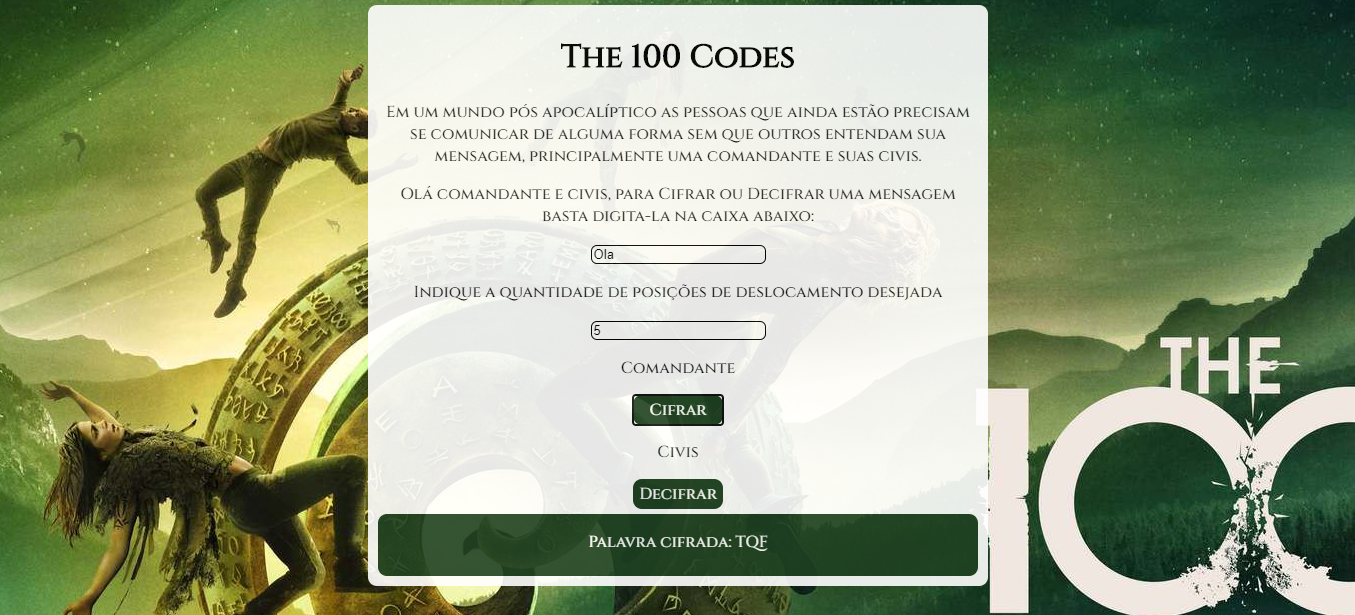 The 100 Codes
Em um mundo pós apocalíptico as pessoas que ainda estão precisam
se comunicar de alguma forma sem que outros entendam sua
mensagem, principalmente uma comandante e suas civis.
Olá comandante e civis, para Cifrar ou Decifrar uma mensagem
basta digita-la na caixa abaixo:
Ola
Indique a quantidade de posições de deslocamento desejada
5
Comandante
Cifrar
Civis
Decifrar
Palavra cifrada: TQF
THE
100